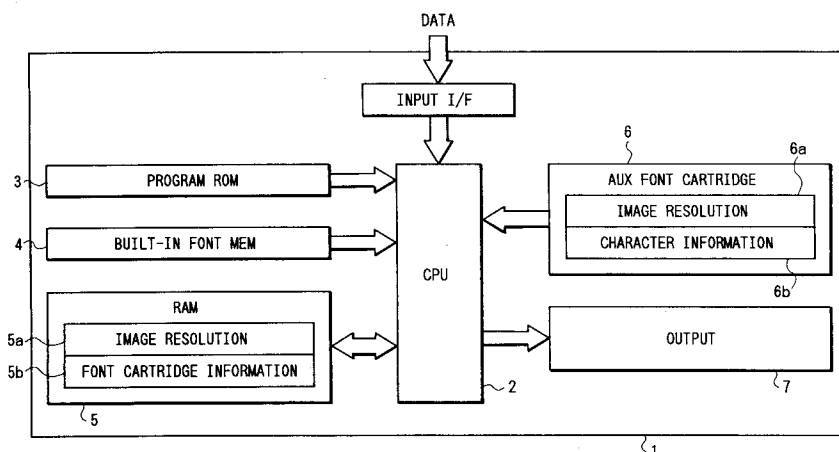 DATA
INPUT I/F
3
PROGRAM ROM
4
BUILT-IN FONT MEM
RAM
5a
IMAGE RESOLUTION
5b
FONT CARTRIDGE INFORMATION
5
CPU
2
6
6a
AUX FONT CARTRIDGE
IMAGE RESOLUTION
CHARACTER INFORMATION
6b
OUTPUT
7
1